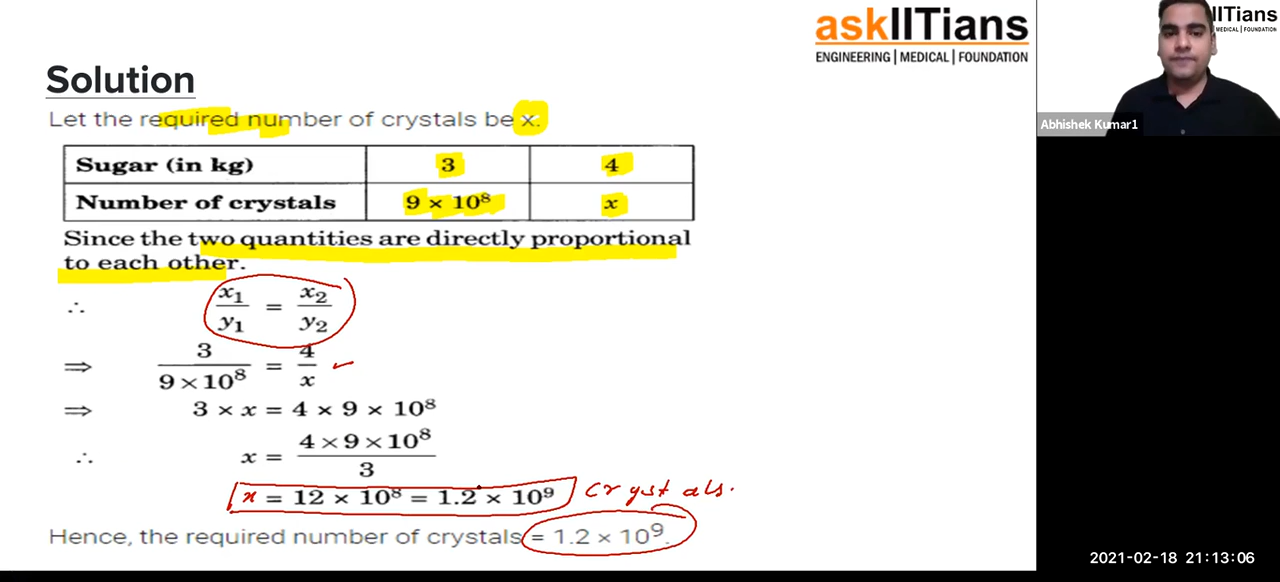 askIITians
ENGINEERING | MEDICAL | FOUNDATION
IITians
MEDICAL | FOUNDATION
Abhishek Kumar1
Solution
Let the required number of crystals be x.
Sugar (in kg) 3 4
Number of crystals 9 × 10⁸ x
Since the two quantities are directly proportional
to each other.
∴ x₁/y₁ = x₂/y₂
⇒ 3/(9 × 10⁸) = 4/x
⇒ 3 × x = 4 × 9 × 10⁸
∴ x = (4 × 9 × 10⁸)/3
x = 12 × 10⁸ = 1.2 × 10⁹ crystals.
Hence, the required number of crystals = 1.2 × 10⁹.
2021-02-18 21:13:06